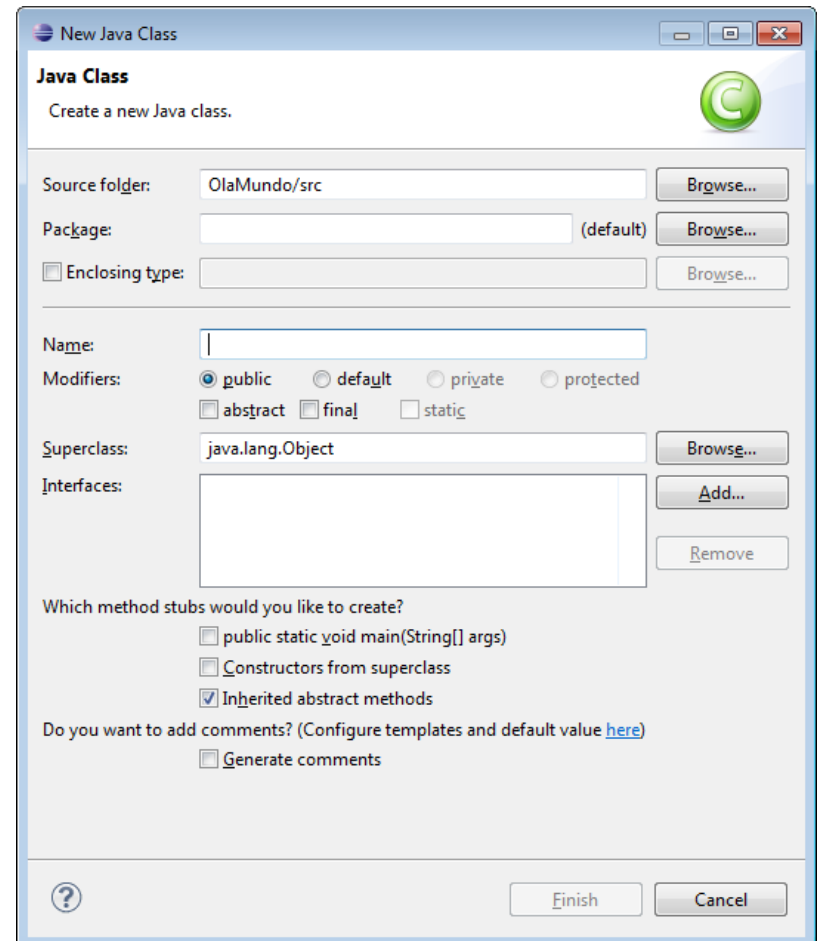 New Java Class
Java Class
Create a new Java class.
C
Source folder: OlaMundo/src Browse...
Package: (default) Browse...
Enclosing type: Browse...
Name:
Modifiers: public default private protected
abstract final static
Superclass: java.lang.Object Browse...
Interfaces: Add...
Remove
Which method stubs would you like to create?
public static void main(String[] args)
Constructors from superclass
Inherited abstract methods
Do you want to add comments? (Configure templates and default value here)
Generate comments
? Finish Cancel